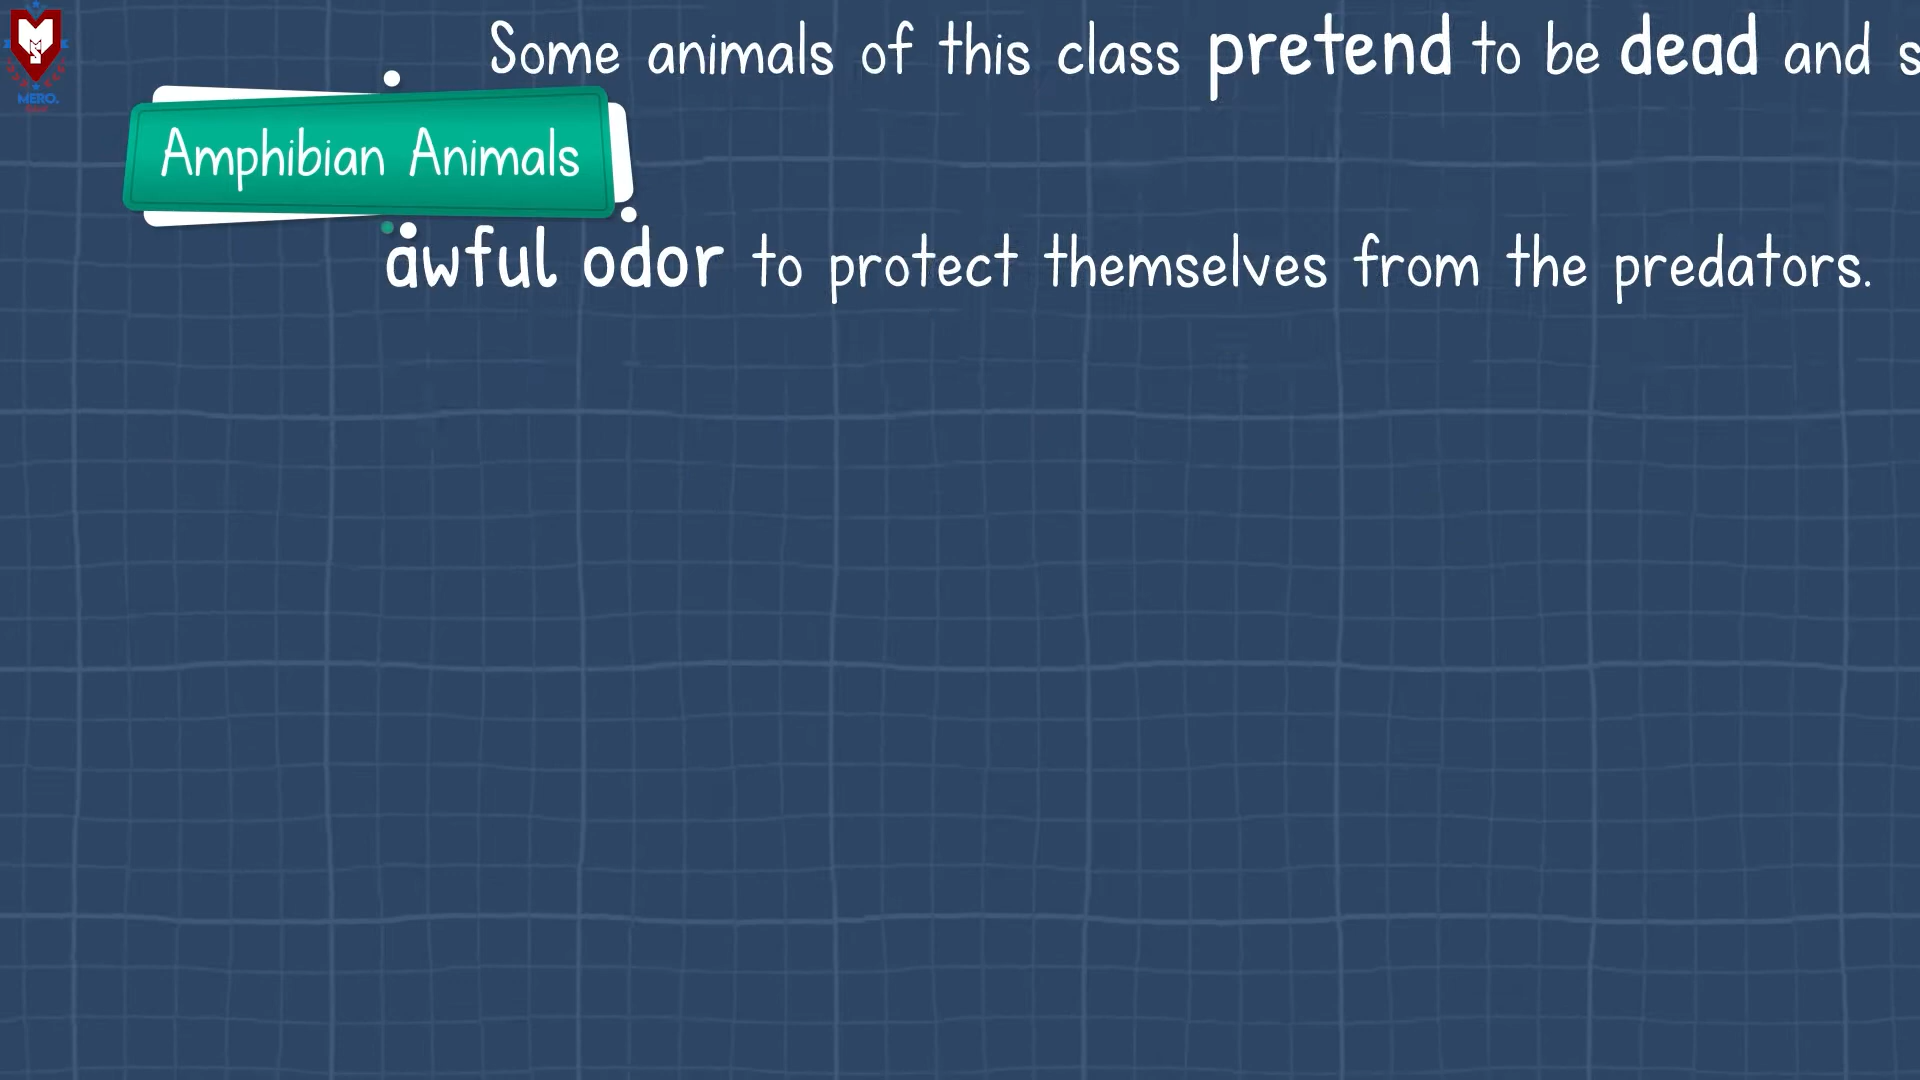 MERO.
Some animals of this class pretend to be dead and s
Amphibian Animals
awful odor to protect themselves from the predators.